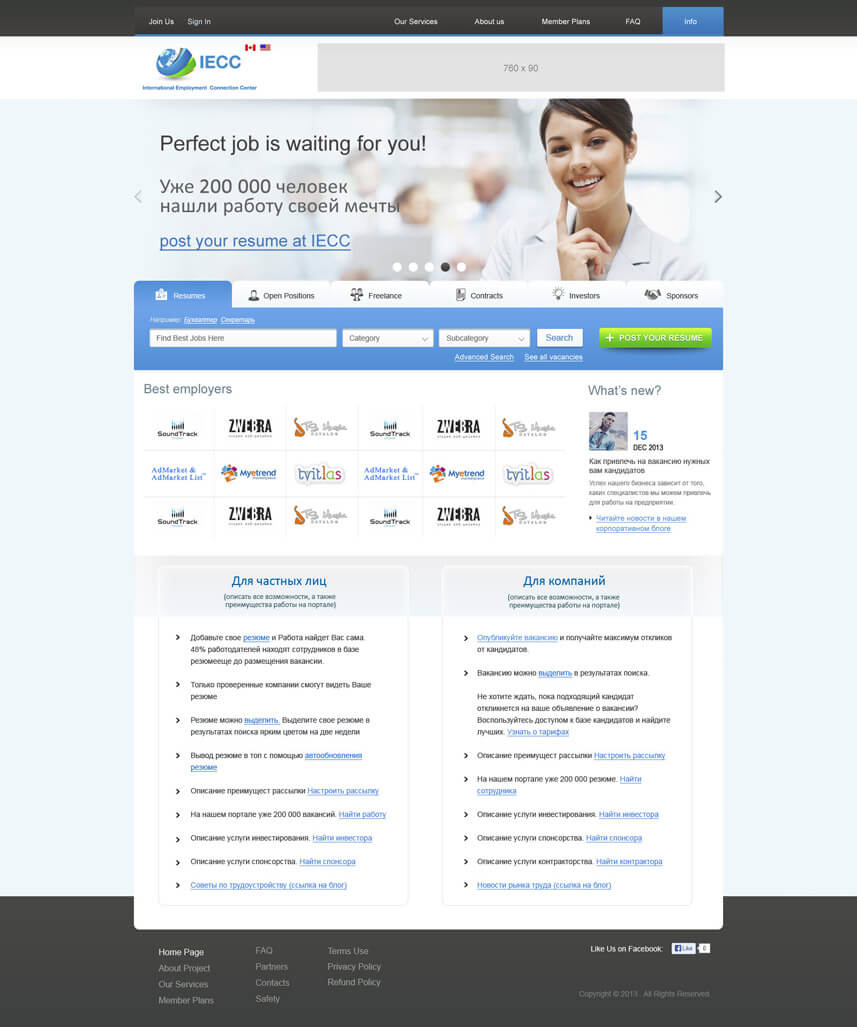 Join Us Sign In Our Services About us Member Plans FAQ Info
IECC
International Employment Connection Center
760 x 90
Perfect job is waiting for you!
Уже 200 000 человек
нашли работу своей мечты
post your resume at IECC
Resumes Open Positions Freelance Contracts Investors Sponsors
Например: Бухгалтер Секретарь
Find Best Jobs Here Category Subcategory Search + POST YOUR RESUME
Advanced Search See all vacancies
Best employers
SoundTrack ZWEBRA CATALOG SoundTrack ZWEBRA CATALOG
AdMarket &
AdMarket List™ Myetrend tvitlas AdMarket &
AdMarket List™ Myetrend tvitlas
SoundTrack ZWEBRA CATALOG SoundTrack ZWEBRA CATALOG
What's new?
15
DEC 2013
Как привлечь на вакансию нужных
вам кандидатов
Успех нашего бизнеса зависит от того,
каких специалистов мы можем привлечь
для работы на предприятии.
Читайте новости в нашем
корпоративном блоге
Для частных лиц
(описать все возможности, а также
преимущества работы на портале)
Добавьте свое резюме и Работа найдет Вас сама.
48% работодателей находят сотрудников в базе
резюмееще до размещения вакансии.
Только проверенные компании смогут видеть Ваше
резюме
Резюме можно выделить. Выделите свое резюме в
результатах поиска ярким цветом на две недели
Вывод резюме в топ с помощью автообновления
резюме
Описание преимущест рассылки Настроить рассылку
На нашем портале уже 200 000 вакансий. Найти работу
Описание услуги инвестирования. Найти инвестора
Описание услуги спонсорства. Найти спонсора
Советы по трудоустройству (ссылка на блог)
Для компаний
(описать все возможности, а также
преимущества работы на портале)
Опубликуйте вакансию и получайте максимум откликов
от кандидатов.
Вакансию можно выделить в результатах поиска.
Не хотите ждать, пока подходящий кандидат
откликнется на ваше объявление о вакансии?
Воспользуйтесь доступом к базе кандидатов и найдите
лучших. Узнать о тарифах
Описание преимущест рассылки Настроить рассылку
На нашем портале уже 200 000 резюме. Найти
сотрудника
Описание услуги инвестирования. Найти инвестора
Описание услуги спонсорства. Найти спонсора
Описание услуги контракторства. Найти контрактора
Новости рынка труда (ссылка на блог)
Home Page
About Project
Our Services
Member Plans
FAQ
Partners
Contacts
Safety
Terms Use
Privacy Policy
Refund Policy
Like Us on Facebook: Like 0
Copyright © 2013 . All Rights Reserved.